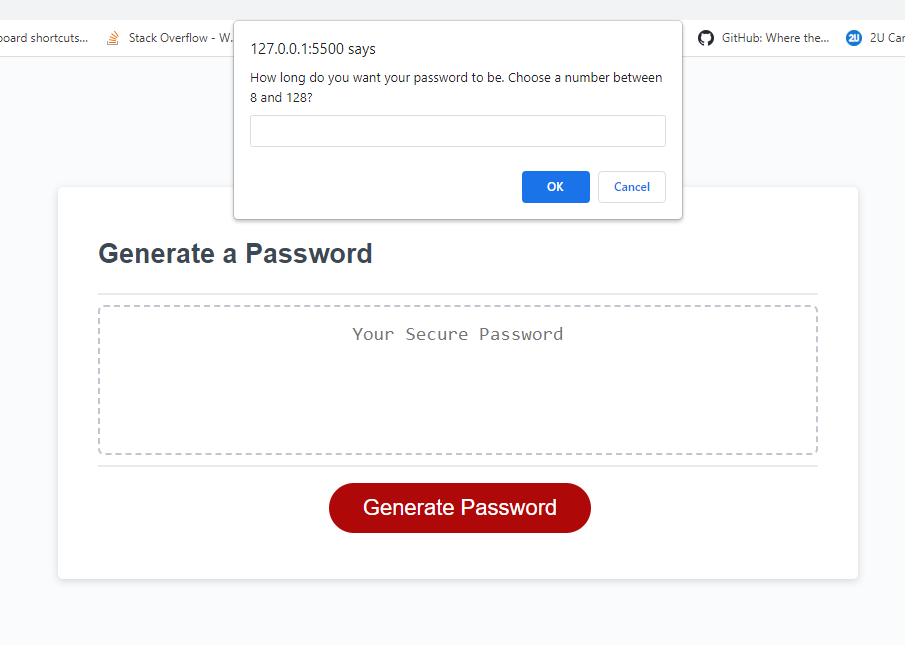 board shortcuts...
Stack Overflow - W...
GitHub: Where the...
2U
2U Car
127.0.0.1:5500 says
How long do you want your password to be. Choose a number between
8 and 128?
OK
Cancel
Generate a Password
Your Secure Password
Generate Password